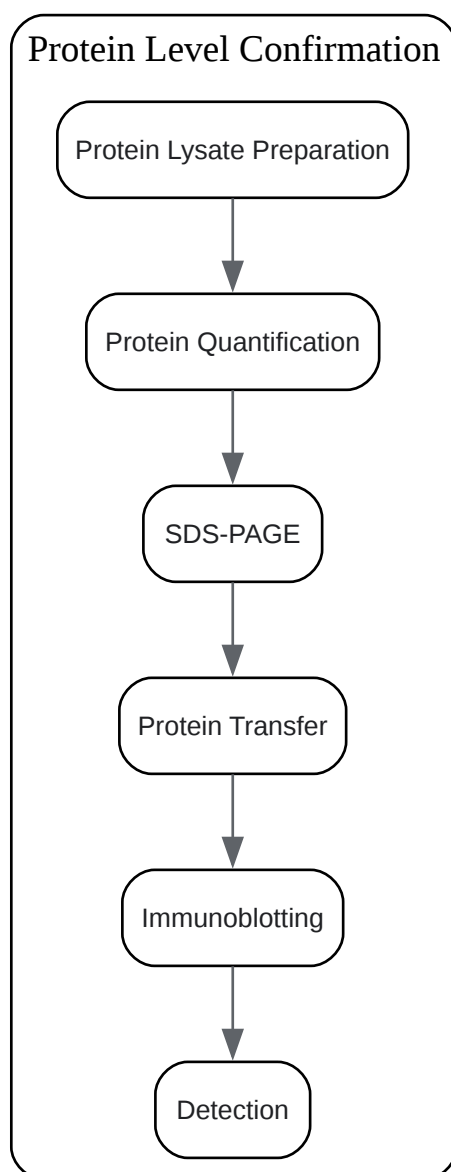 Protein Level Confirmation
Protein Lysate Preparation
Protein Quantification
SDS-PAGE
Protein Transfer
Immunoblotting
Detection